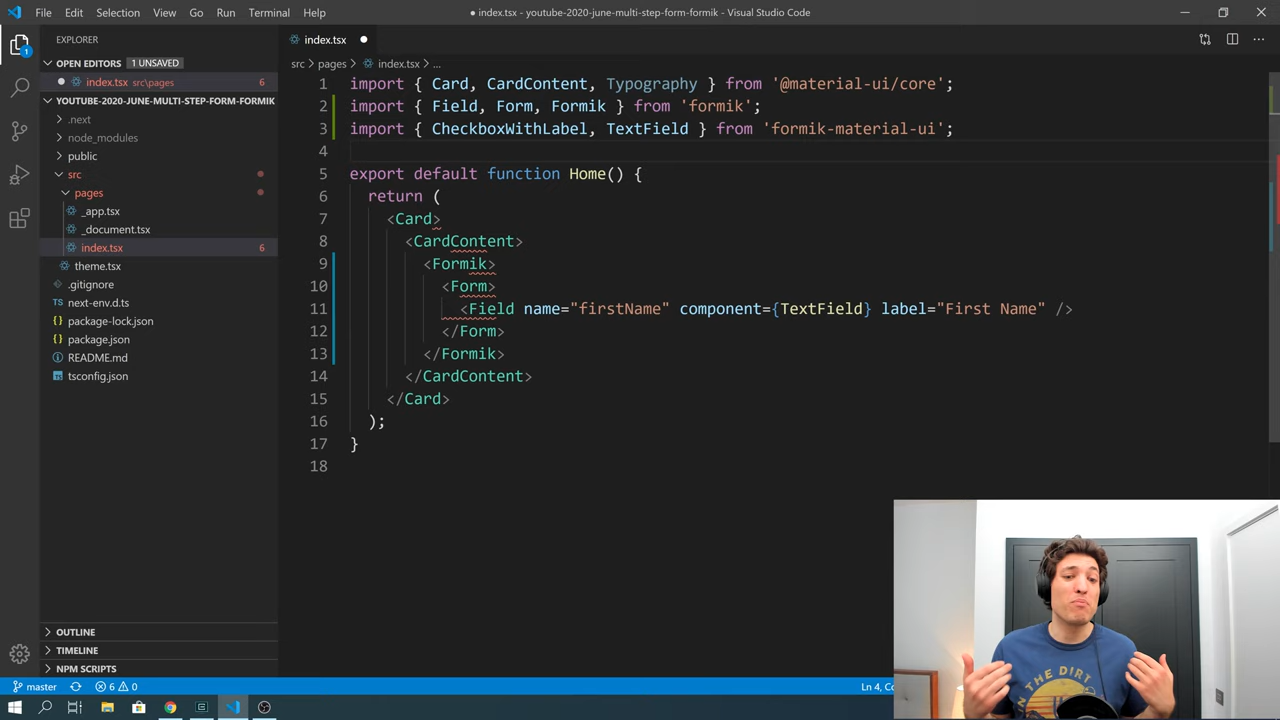 File Edit Selection View Go Run Terminal Help
● index.tsx - youtube-2020-june-multi-step-form-formik - Visual Studio Code
EXPLORER
OPEN EDITORS 1 UNSAVED
index.tsx src\pages 6
YOUTUBE-2020-JUNE-MULTI-STEP-FORM-FORMIK
.next
node_modules
public
src
pages
_app.tsx
_document.tsx
index.tsx 6
theme.tsx
.gitignore
next-env.d.ts
package-lock.json
package.json
README.md
tsconfig.json
OUTLINE
TIMELINE
NPM SCRIPTS
1
index.tsx
src > pages > index.tsx > ...
1 import { Card, CardContent, Typography } from '@material-ui/core';
2 import { Field, Form, Formik } from 'formik';
3 import { CheckboxWithLabel, TextField } from 'formik-material-ui';
4
5 export default function Home() {
6 return (
7 <Card>
8 <CardContent>
9 <Formik>
10 <Form>
11 <Field name="firstName" component={TextField} label="First Name" />
12 </Form>
13 </Formik>
14 </CardContent>
15 </Card>
16 );
17 }
18
IN THE DIRT
master 6 0 Ln 4,